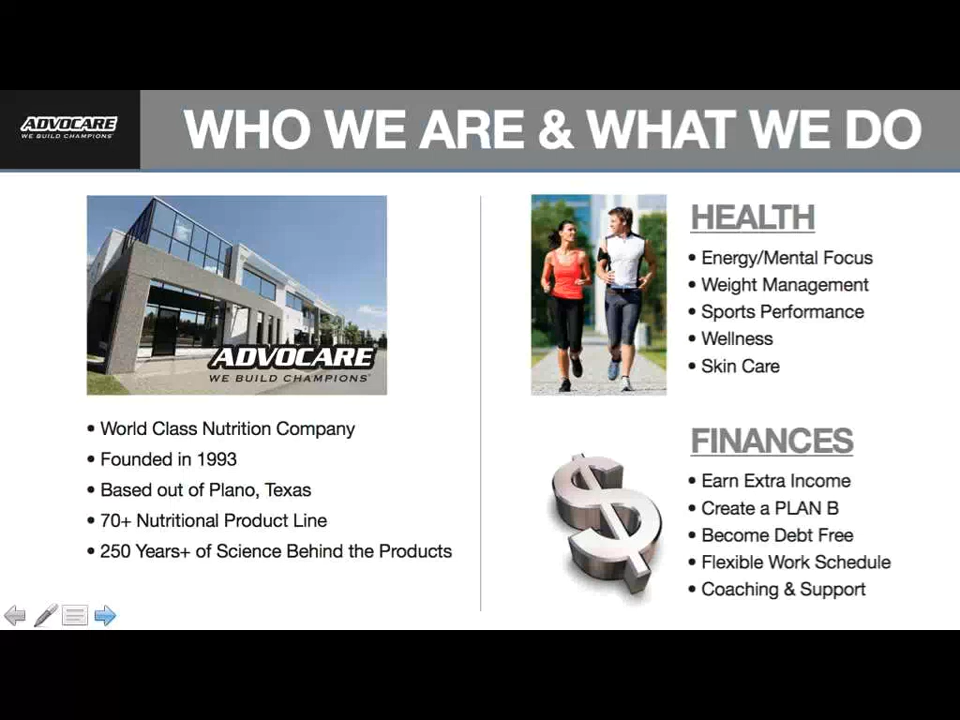 ADVOCARE
WE BUILD CHAMPIONS
WHO WE ARE & WHAT WE DO
ADVOCARE
WE BUILD CHAMPIONS
• World Class Nutrition Company
• Founded in 1993
• Based out of Plano, Texas
• 70+ Nutritional Product Line
• 250 Years+ of Science Behind the Products
HEALTH
• Energy/Mental Focus
• Weight Management
• Sports Performance
• Wellness
• Skin Care
FINANCES
• Earn Extra Income
• Create a PLAN B
• Become Debt Free
• Flexible Work Schedule
• Coaching & Support